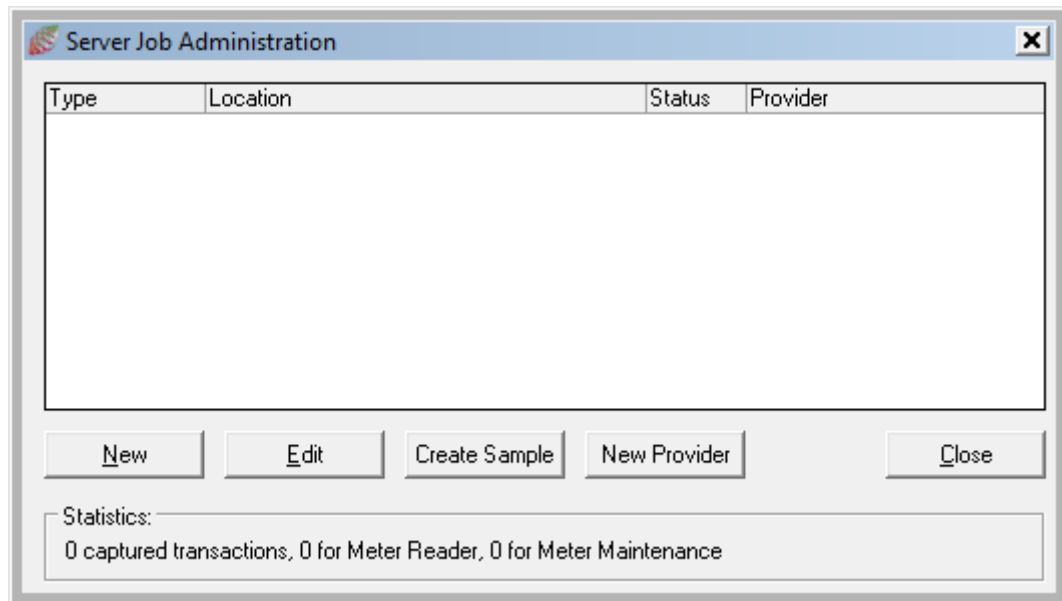 Server Job Administration
Type Location Status Provider
New Edit Create Sample New Provider Close
Statistics:
0 captured transactions, 0 for Meter Reader, 0 for Meter Maintenance